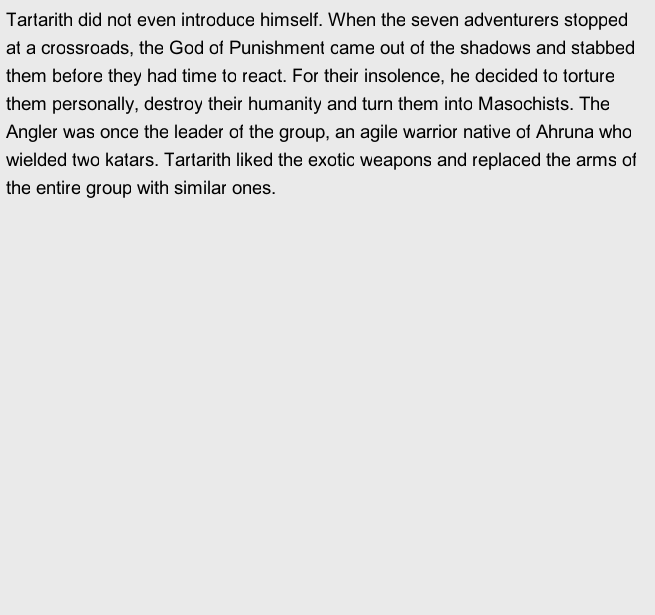 Tartarith did not even introduce himself. When the seven adventurers stopped
at a crossroads, the God of Punishment came out of the shadows and stabbed
them before they had time to react. For their insolence, he decided to torture
them personally, destroy their humanity and turn them into Masochists. The
Angler was once the leader of the group, an agile warrior native of Ahruna who
wielded two katars. Tartarith liked the exotic weapons and replaced the arms of
the entire group with similar ones.